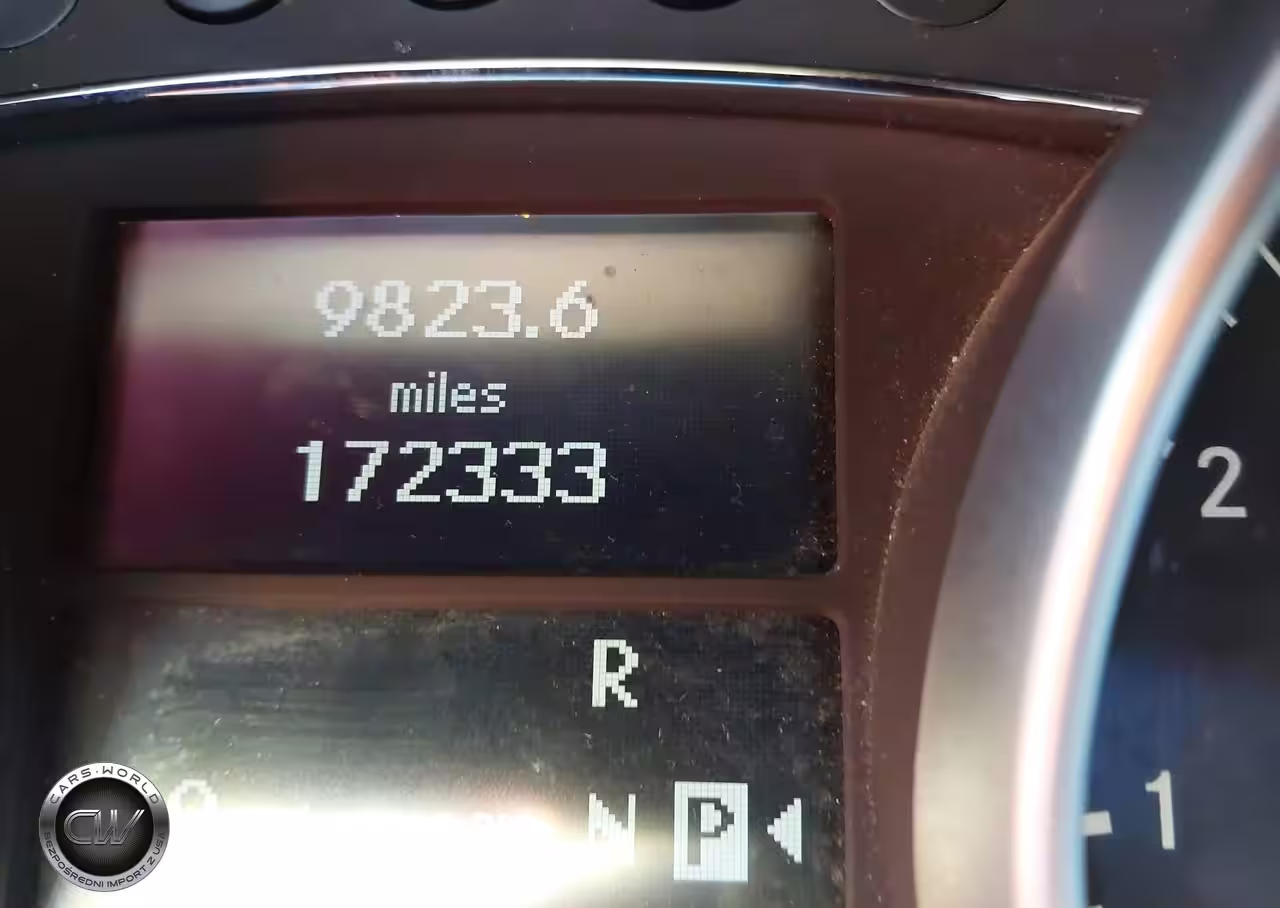 9823.6
miles
172333
2
R
N P
1
CARS·WORLD
CW
BEZPOŚREDNI IMPORT Z USA